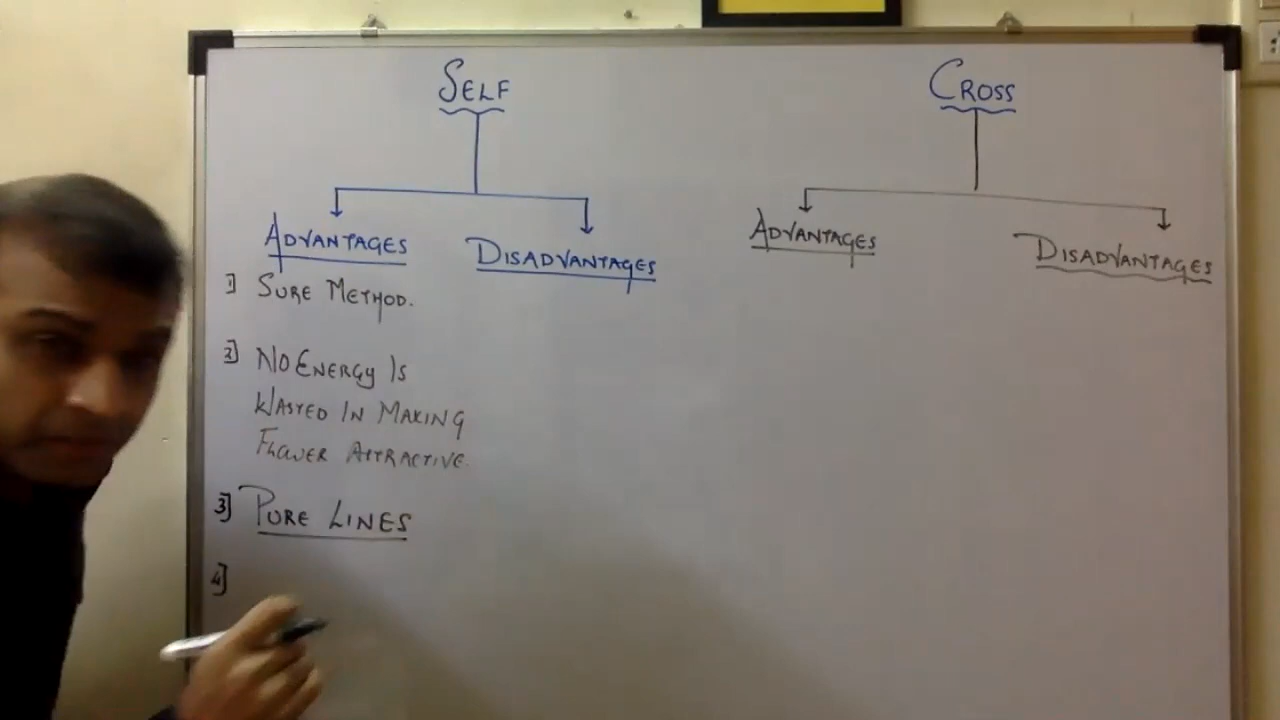 SELF
CROSS
ADVANTAGES
DISADVANTAGES
ADVANTAGES
DISADVANTAGES
1] SURE METHOD.
2] NO ENERGY IS
WASTED IN MAKING
FLOWER ATTRACTIVE.
3] PURE LINES
4]